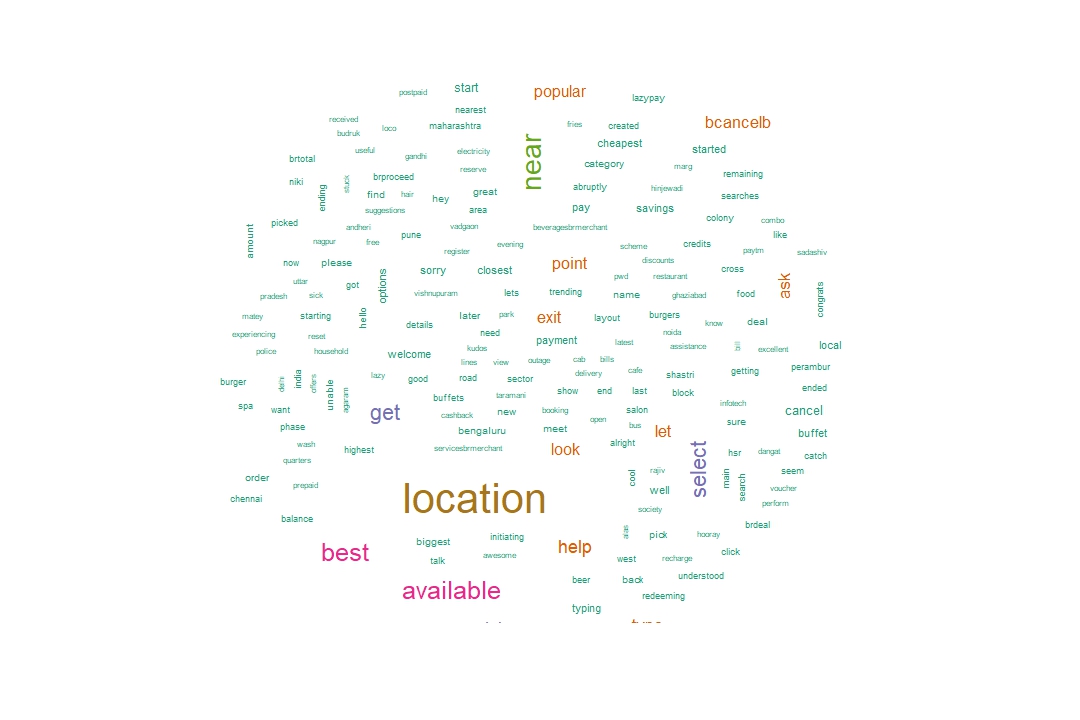 postpaid start popular lazypay
nearest
received budruk loco maharashtra near fries created bcancelb
brtotal useful gandhi electricity cheapest started
niki ending stuck brproceed reserve category marg remaining
find hair hey great abruptly hinjewadi searches
suggestions area pay savings colony combo
amount picked andheri vadgaon beveragesbrmerchant like
nagpur free pune register evening scheme credits paytm sadashiv
now please options sorry closest point discounts cross ask
uttar got pwd restaurant congrats
pradesh sick vishnupuram lets trending name ghaziabad food
matey starting hello details later park exit layout burgers know deal
experiencing reset need payment latest noida
police household welcome kudos outage cab bills assistance bill excellent local
lines view delivery cafe perambur
burger delhi india offers unable agaram lazy good road sector shastri getting
spa want get buffets taramani show end last block ended
phase cashback new booking open salon infotech cancel
bengaluru meet bus let sure buffet
wash highest servicesbrmerchant look alright select hsr dangat catch
quarters cool rajiv main search seem
order prepaid location well voucher
chennai society perform
balance initiating alias pick hooray brdeal
best biggest help click
talk awesome west recharge
available beer back understood
redeeming
typing